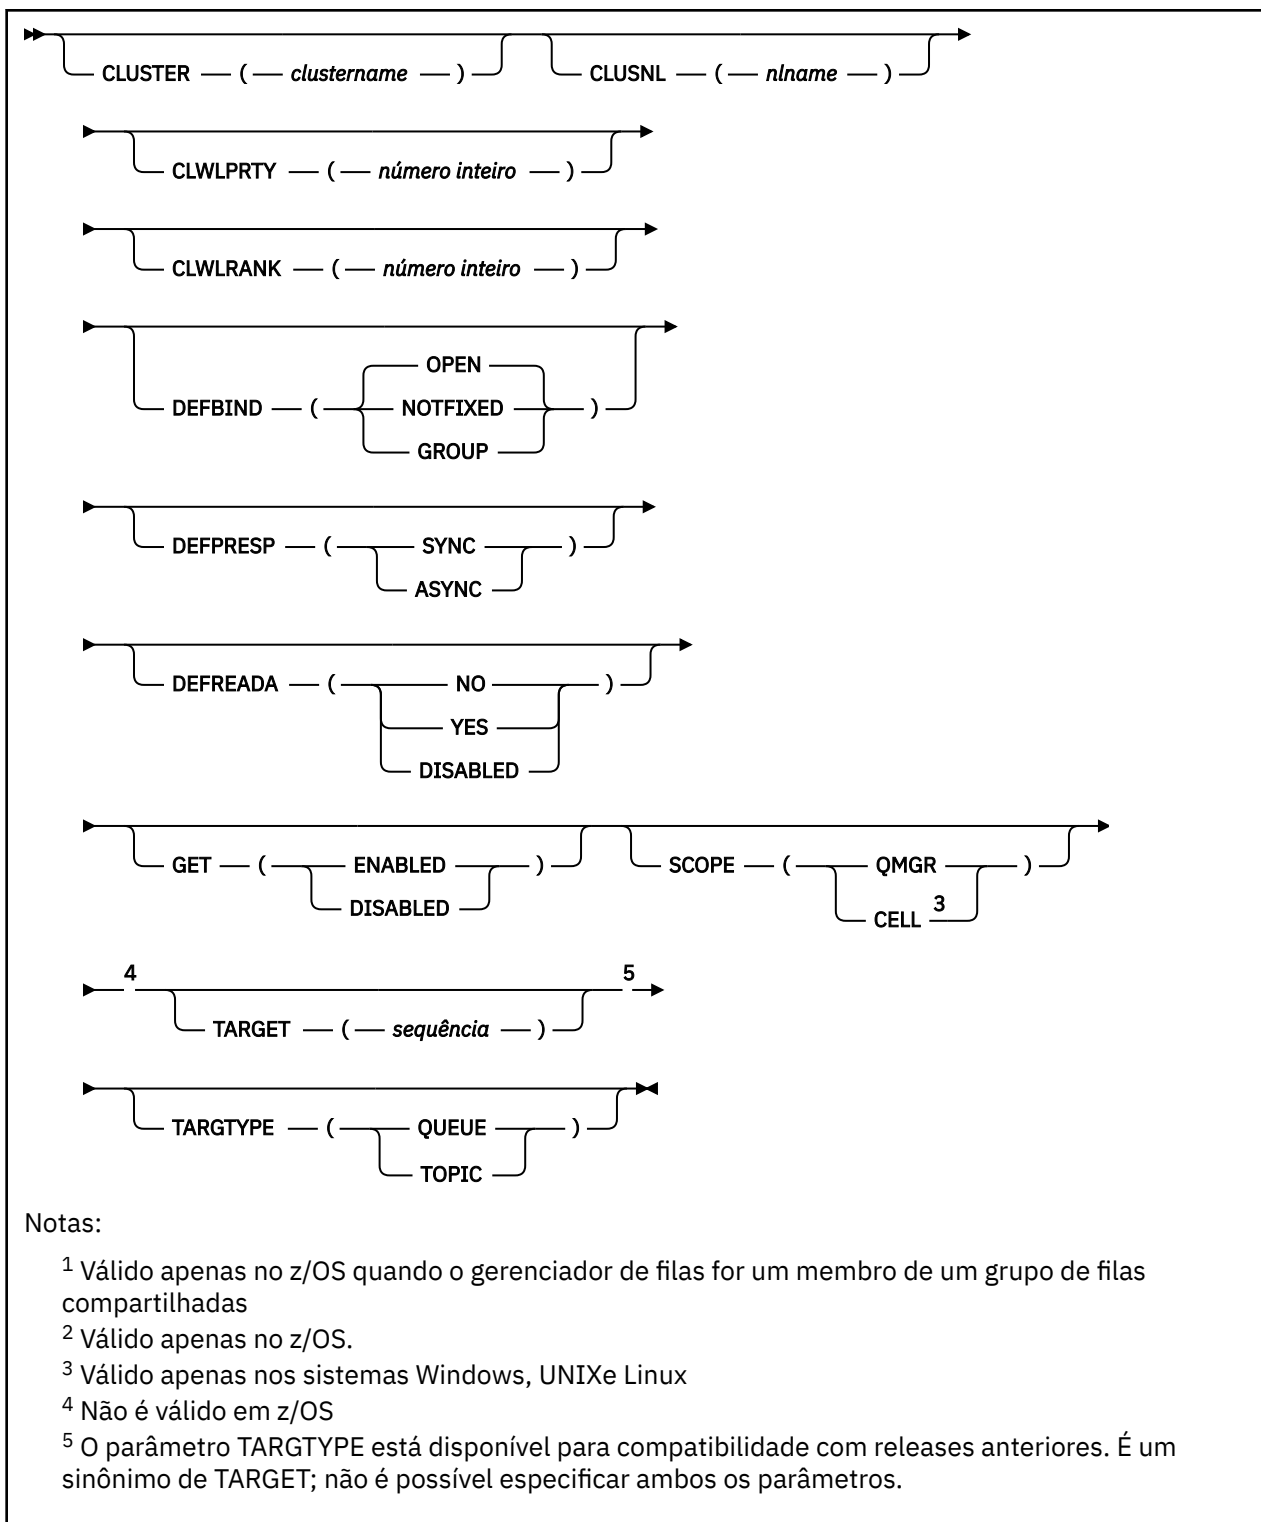 CLUSTER ( clustername ) CLUSNL ( nlname )
CLWLPRTY ( número inteiro )
CLWLRANK ( número inteiro )
OPEN
DEFBIND ( NOTFIXED )
GROUP
DEFPRESP ( SYNC )
ASYNC
DEFREADA ( NO )
YES
DISABLED
GET ( ENABLED ) SCOPE ( QMGR )
DISABLED CELL 3
4 5
TARGET ( sequência )
TARGTYPE ( QUEUE )
TOPIC
Notas:
1 Válido apenas no z/OS quando o gerenciador de filas for um membro de um grupo de filas
compartilhadas
2 Válido apenas no z/OS.
3 Válido apenas nos sistemas Windows, UNIXe Linux
4 Não é válido em z/OS
5 O parâmetro TARGTYPE está disponível para compatibilidade com releases anteriores. É um
sinônimo de TARGET; não é possível especificar ambos os parâmetros.